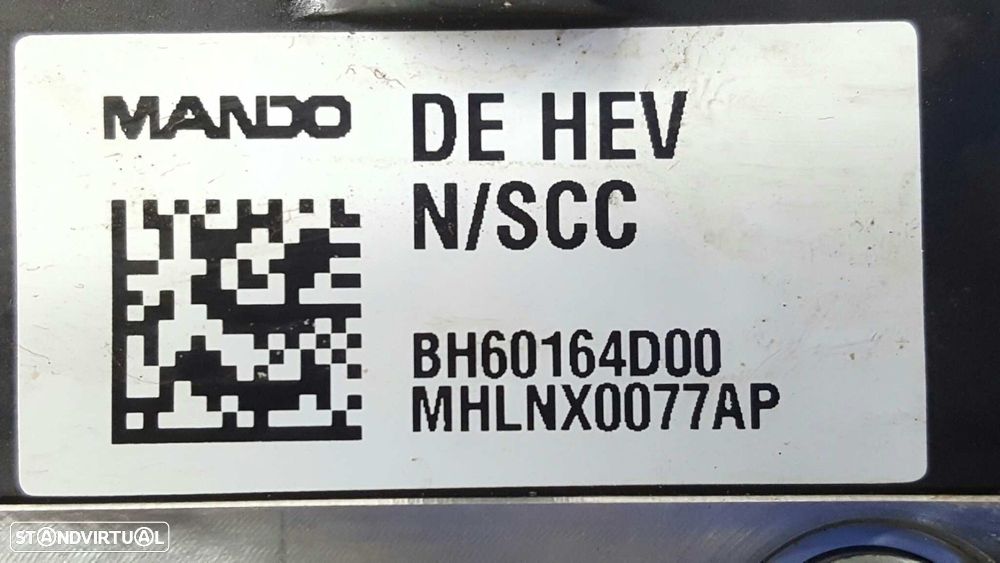 MANDO
DE HEV
N/SCC
BH60164D00
MHLNX0077AP
STANDVIRTUAL